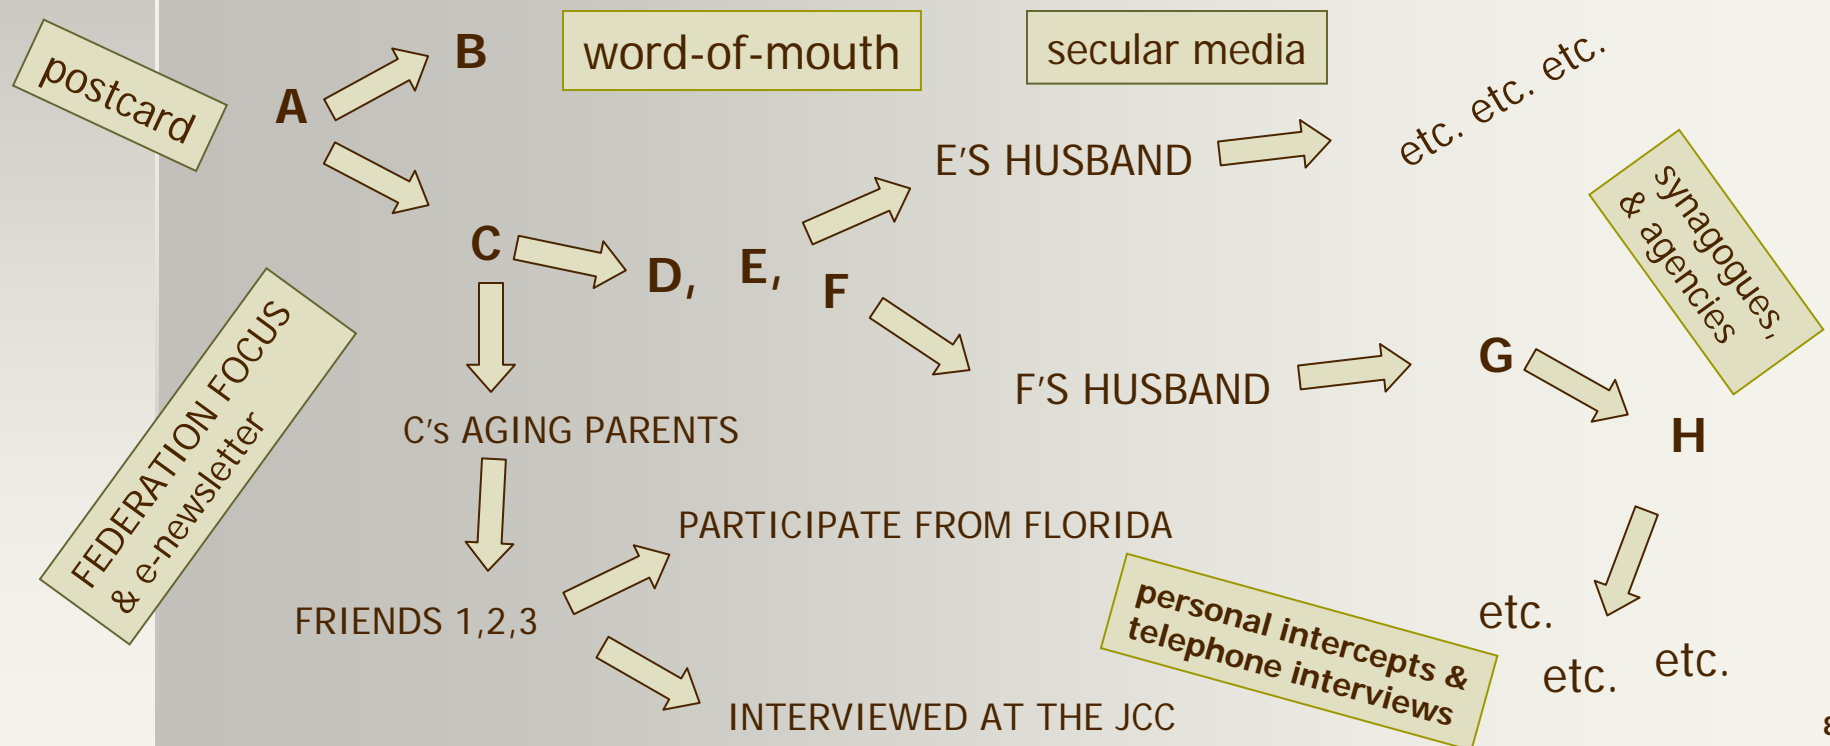 postcard
A
B
word-of-mouth
secular media
etc. etc. etc.
E'S HUSBAND
synagogues,
& agencies
C
D, E, F
FEDERATION FOCUS
& e-newsletter
F'S HUSBAND
G
H
C's AGING PARENTS
PARTICIPATE FROM FLORIDA
FRIENDS 1,2,3
personal intercepts &
telephone interviews
etc.
etc.
etc.
INTERVIEWED AT THE JCC